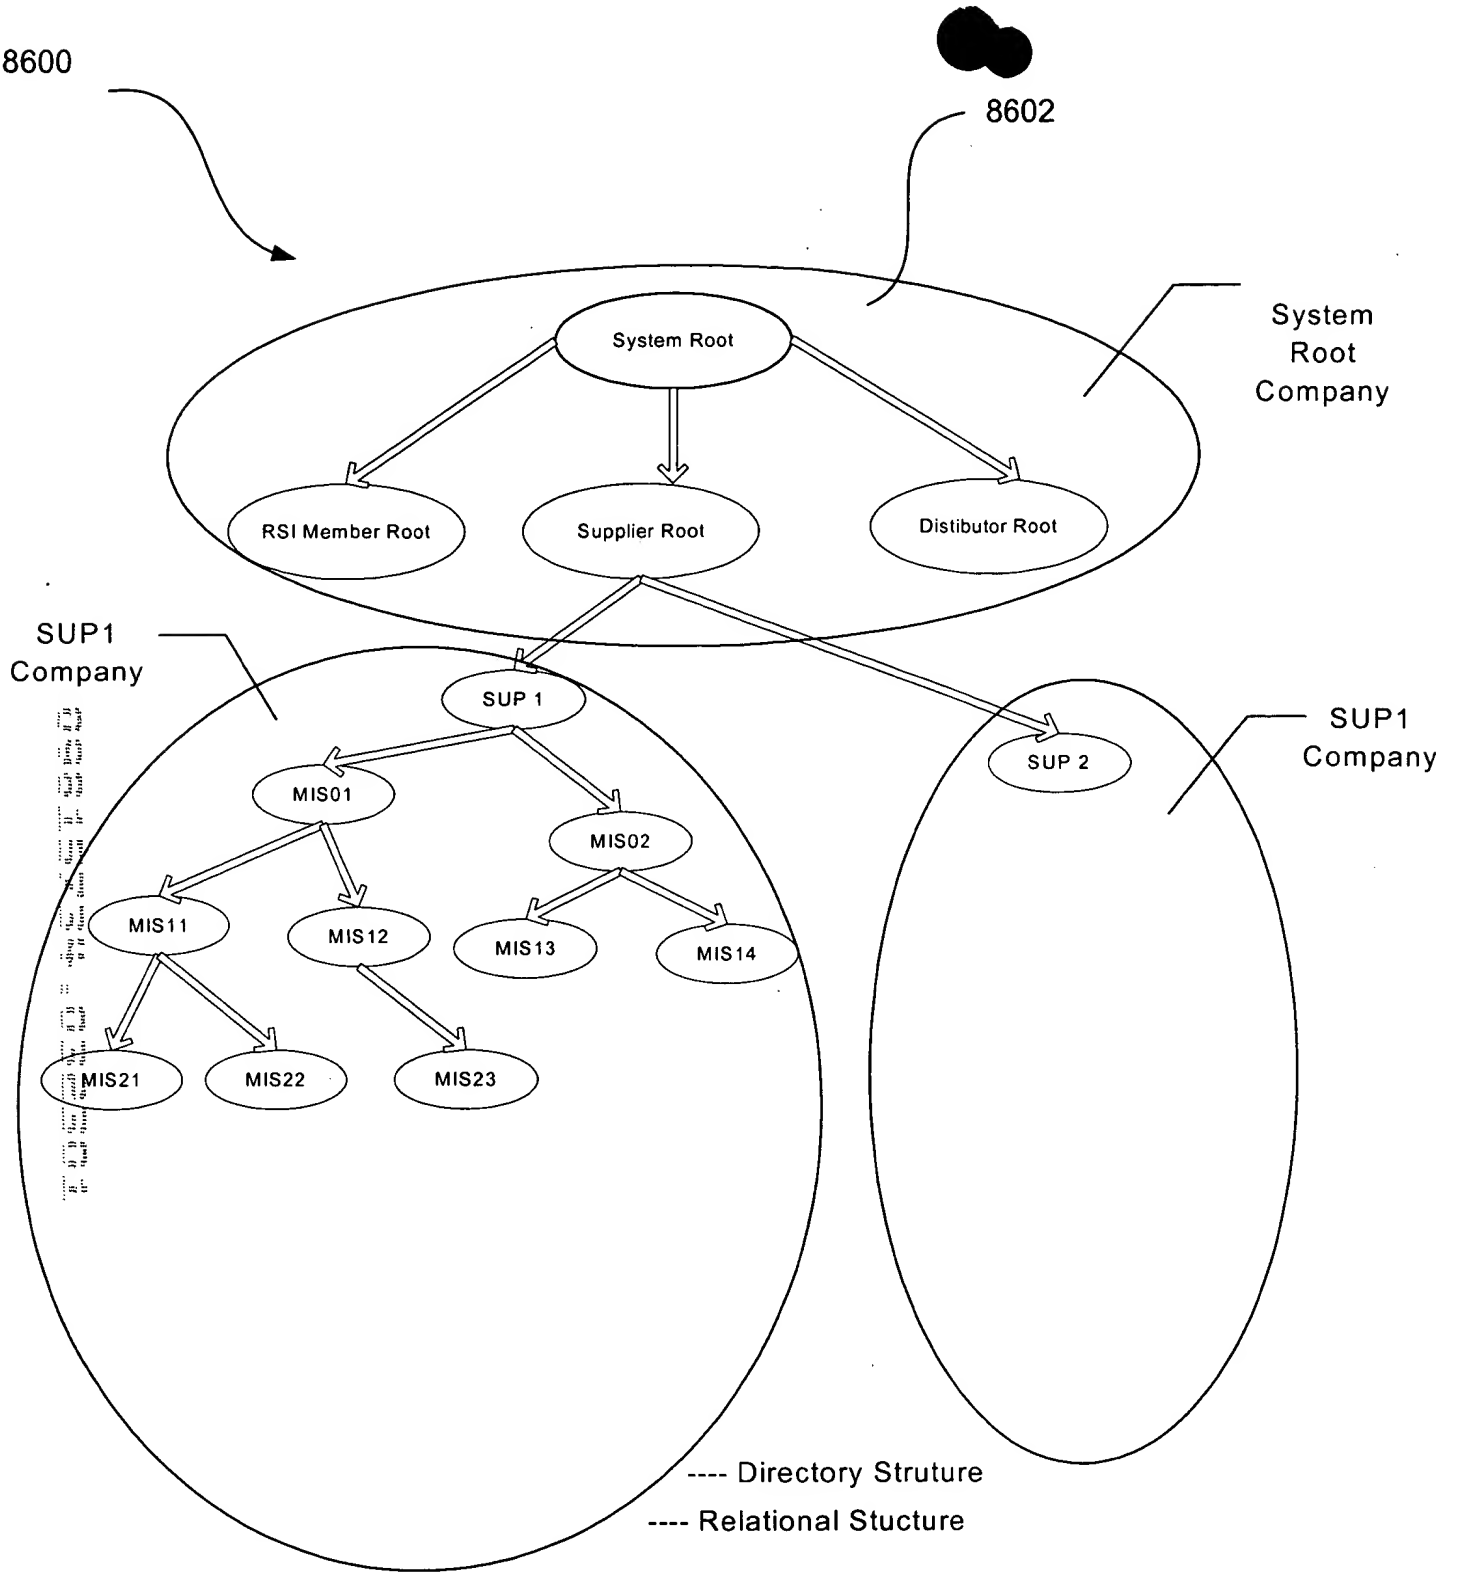 8600
8602
System Root
System
Root
Company
RSI Member Root
Supplier Root
Distibutor Root
SUP1
Company
SUP 1
SUP1
Company
SUP 2
MIS01
MIS02
MIS11
MIS12
MIS13
MIS14
MIS21
MIS22
MIS23
---- Directory Struture
---- Relational Stucture